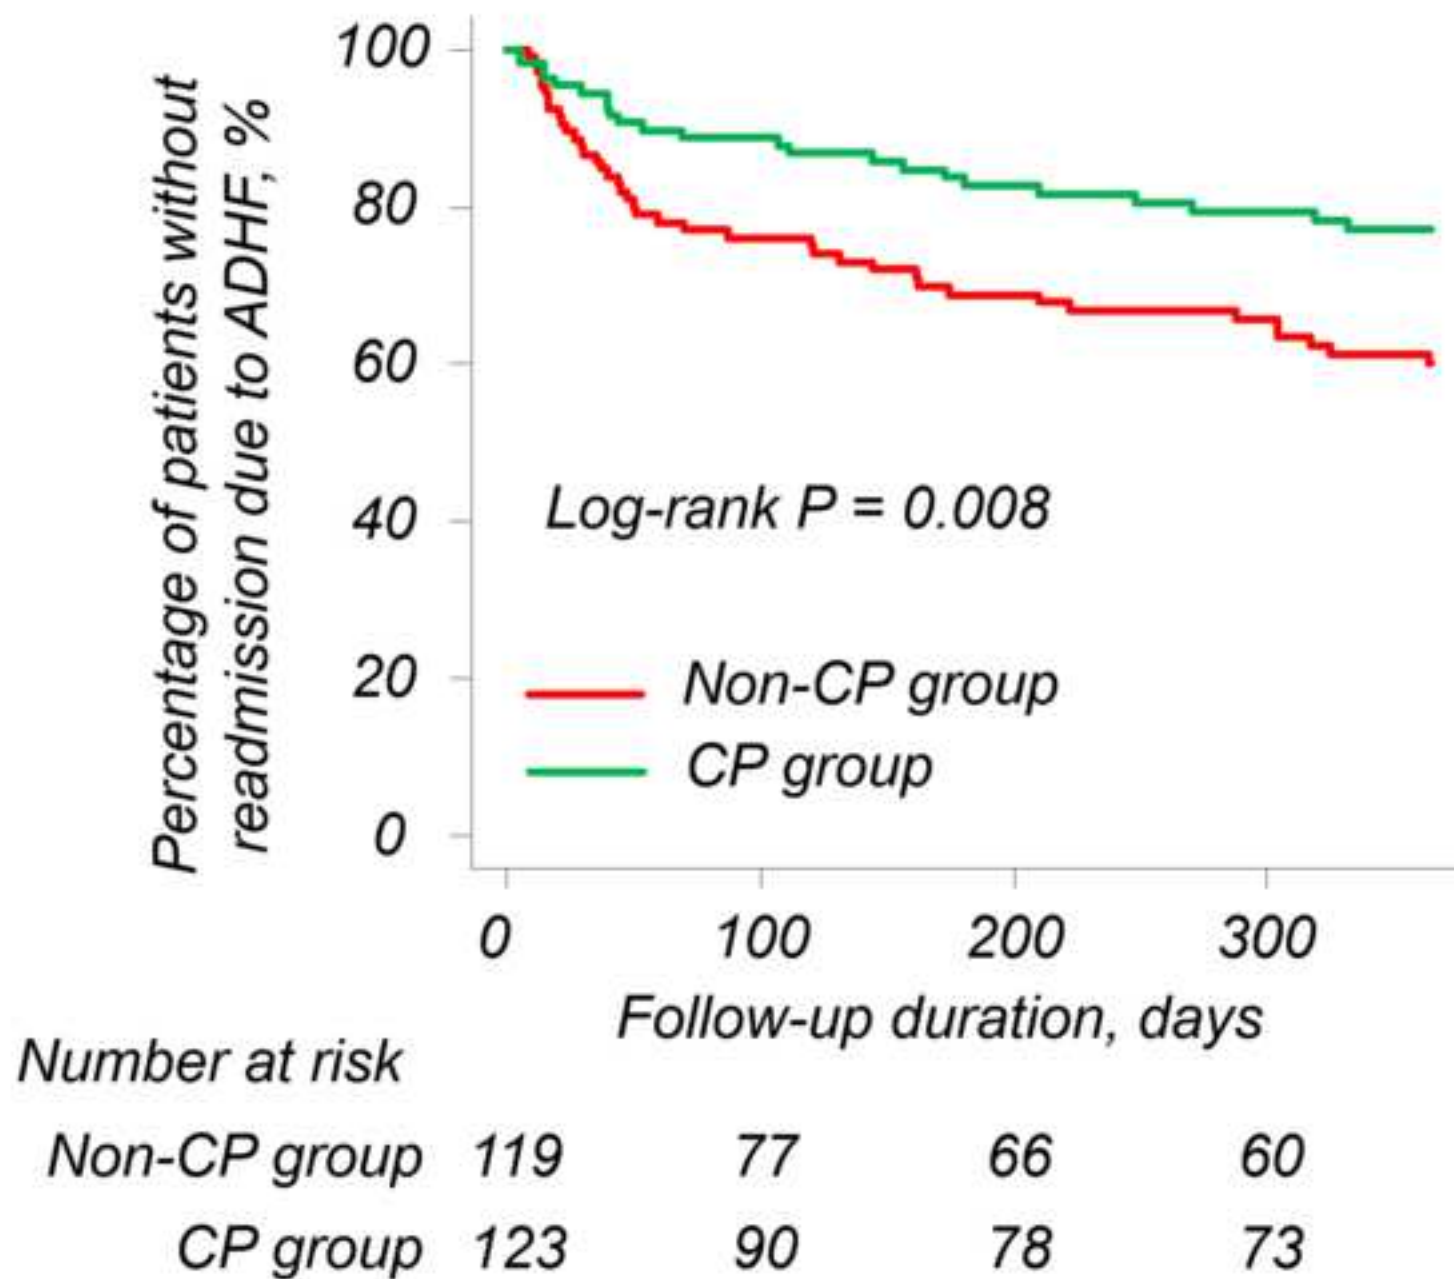 Percentage of patients without
readmission due to ADHF, %
100
80
60
40
20
0
Log-rank P = 0.008
Non-CP group
CP group
0 100 200 300
Follow-up duration, days
Number at risk
Non-CP group 119 77 66 60
CP group 123 90 78 73